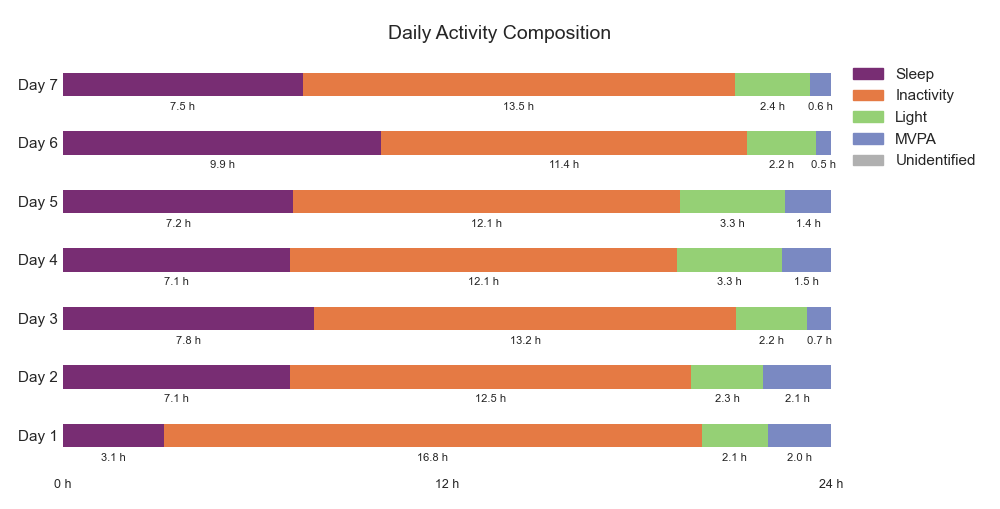 Daily Activity Composition
Day 7
7.5 h 13.5 h 2.4 h 0.6 h
Day 6
9.9 h 11.4 h 2.2 h 0.5 h
Day 5
7.2 h 12.1 h 3.3 h 1.4 h
Day 4
7.1 h 12.1 h 3.3 h 1.5 h
Day 3
7.8 h 13.2 h 2.2 h 0.7 h
Day 2
7.1 h 12.5 h 2.3 h 2.1 h
Day 1
3.1 h 16.8 h 2.1 h 2.0 h
0 h 12 h 24 h
Sleep
Inactivity
Light
MVPA
Unidentified